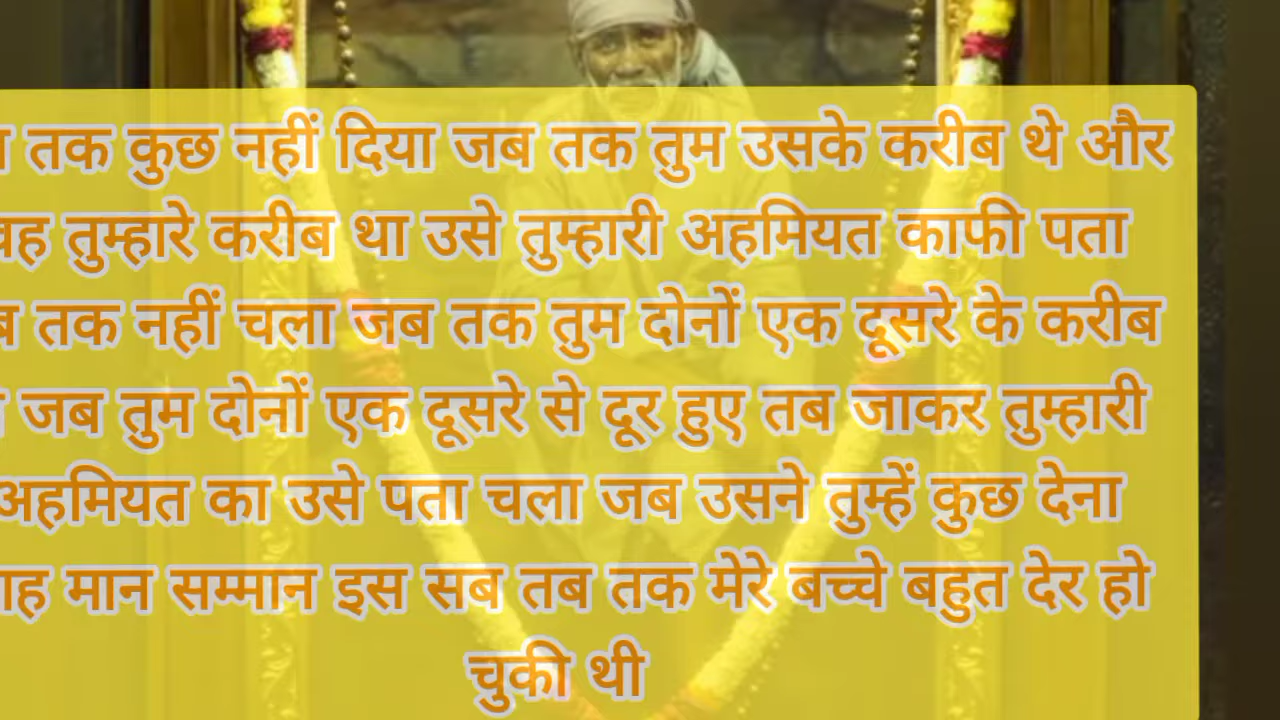 तक कुछ नहीं दिया जब तक तुम उसके करीब थे और
तुम्हारे करीब था उसे तुम्हारी अहमियत काफी पता
तक नहीं चला जब तक तुम दोनों एक दूसरे के करीब
जब तुम दोनों एक दूसरे से दूर हुए तब जाकर तुम्हारी
अहमियत का उसे पता चला जब उसने तुम्हें कुछ देना
मान सम्मान इस सब तब तक मेरे बच्चे बहुत देर हो
चुकी थी